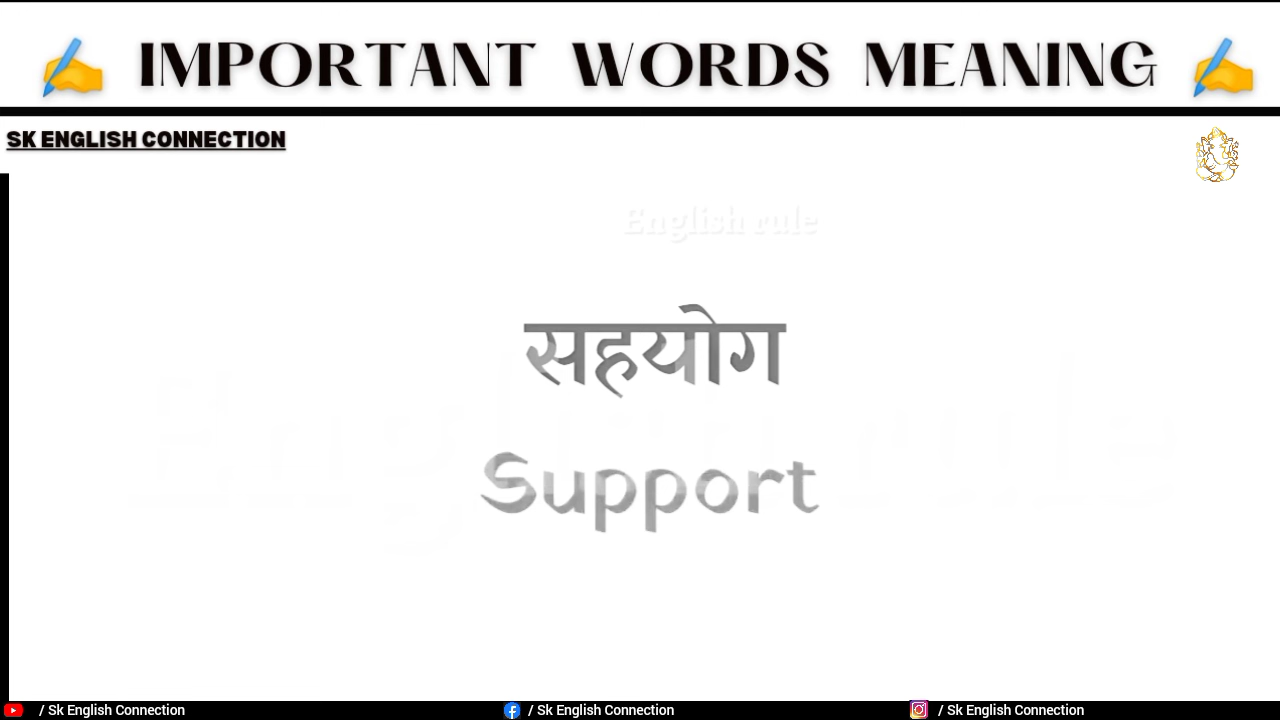 IMPORTANT WORDS MEANING
SK ENGLISH CONNECTION
English rule
सहयोग
Support
/ Sk English Connection
/ Sk English Connection
/ Sk English Connection